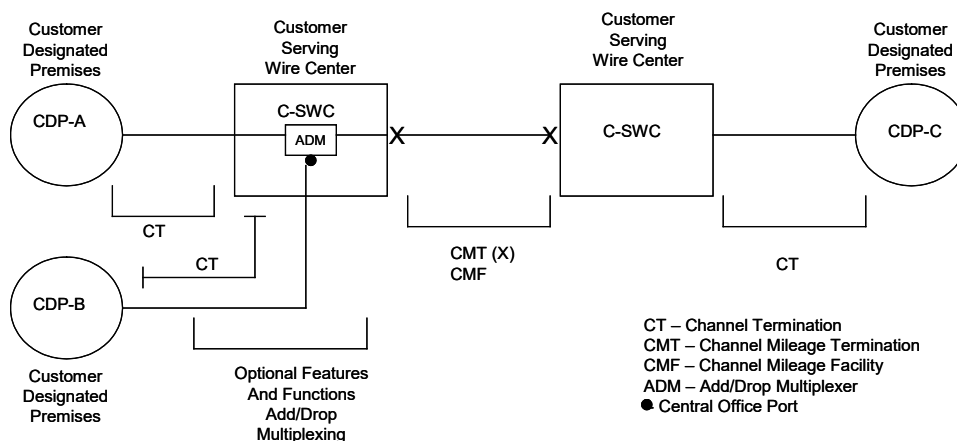 Customer
Designated
Premises
Customer
Serving
Wire Center
Customer
Serving
Wire Center
Customer
Designated
Premises
CDP-A
C-SWC
ADM
X
X
C-SWC
CDP-C
CT
CT
CMT (X)
CMF
CT
CDP-B
Customer
Designated
Premises
Optional Features
And Functions
Add/Drop
Multiplexing
CT – Channel Termination
CMT – Channel Mileage Termination
CMF – Channel Mileage Facility
ADM – Add/Drop Multiplexer
Central Office Port